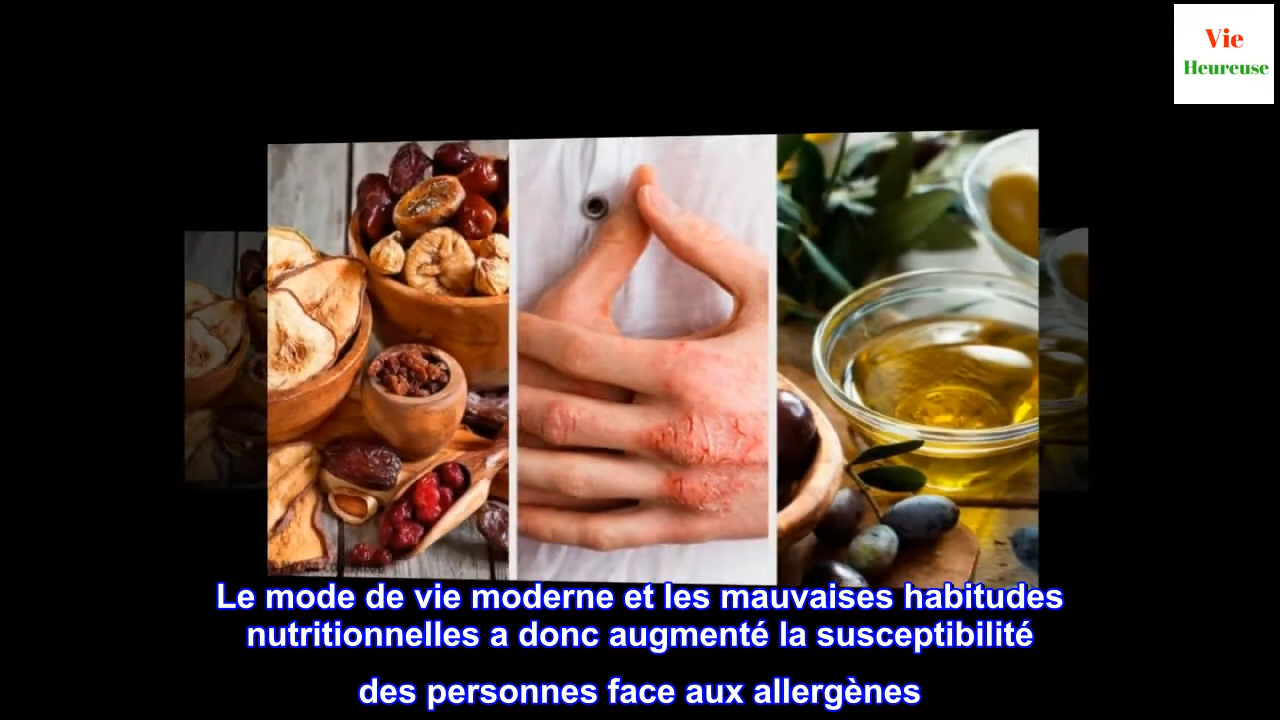 Vie
Heureuse
Le mode de vie moderne et les mauvaises habitudes
nutritionnelles a donc augmenté la susceptibilité
des personnes face aux allergènes